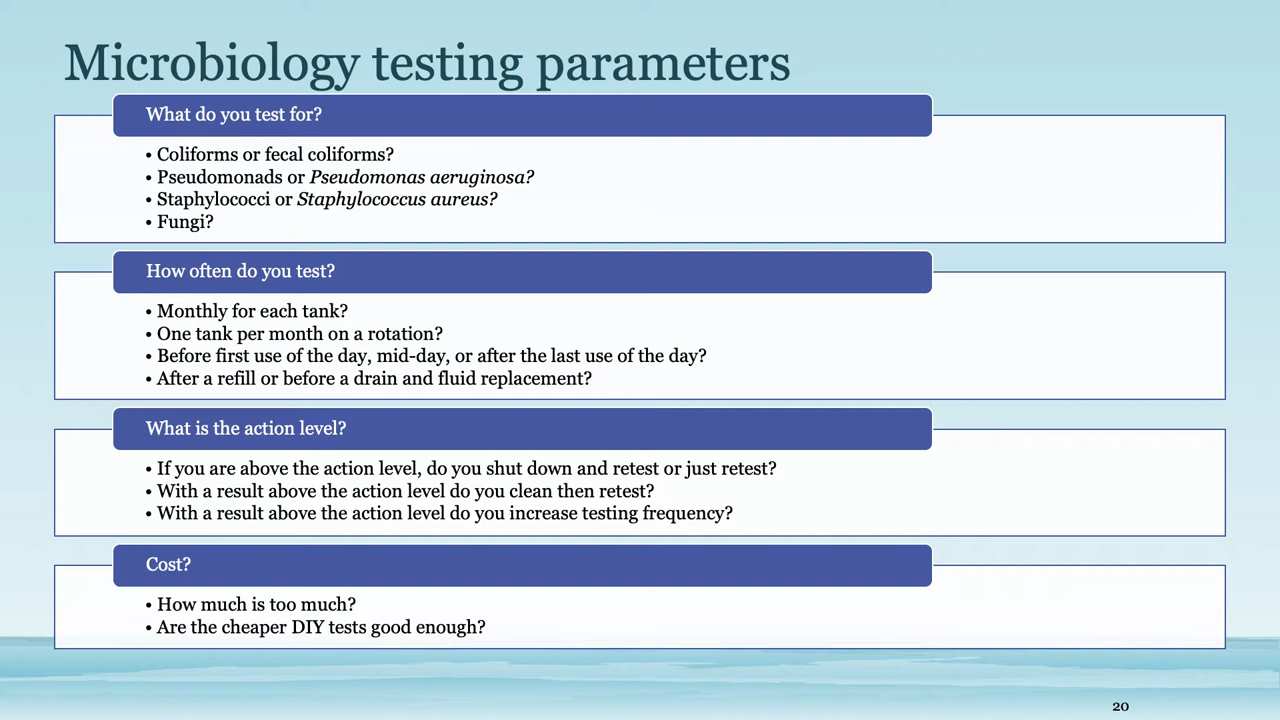 Microbiology testing parameters
What do you test for?
• Coliforms or fecal coliforms?
• Pseudomonads or Pseudomonas aeruginosa?
• Staphylococci or Staphylococcus aureus?
• Fungi?
How often do you test?
• Monthly for each tank?
• One tank per month on a rotation?
• Before first use of the day, mid-day, or after the last use of the day?
• After a refill or before a drain and fluid replacement?
What is the action level?
• If you are above the action level, do you shut down and retest or just retest?
• With a result above the action level do you clean then retest?
• With a result above the action level do you increase testing frequency?
Cost?
• How much is too much?
• Are the cheaper DIY tests good enough?
20